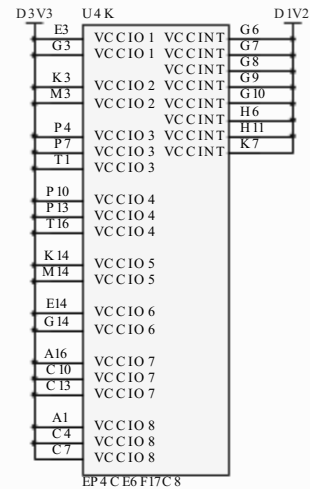 D3V3 U4K D1V2
E3 VCCIO1 VCCINT G6
G3 VCCIO1 VCCINT G7
VCCINT G8
K3 VCCIO2 VCCINT G9
M3 VCCIO2 VCCINT G10
VCCINT H6
P4 VCCIO3 VCCINT H11
P7 VCCIO3 VCCINT K7
T1 VCCIO3
P10 VCCIO4
P13 VCCIO4
T16 VCCIO4
K14 VCCIO5
M14 VCCIO5
E14 VCCIO6
G14 VCCIO6
A16 VCCIO7
C10 VCCIO7
C13 VCCIO7
A1 VCCIO8
C4 VCCIO8
C7 VCCIO8
EP4CE6F17C8